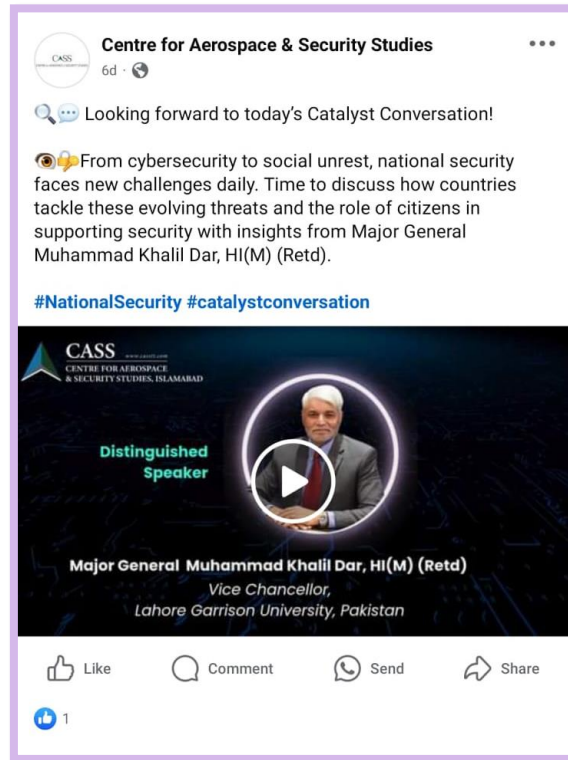 CASS
Centre for Aerospace & Security Studies
6d ·
Looking forward to today's Catalyst Conversation!
From cybersecurity to social unrest, national security
faces new challenges daily. Time to discuss how countries
tackle these evolving threats and the role of citizens in
supporting security with insights from Major General
Muhammad Khalil Dar, HI(M) (Retd).
#NationalSecurity #catalystconversation
CASS
CENTRE FOR AEROSPACE
& SECURITY STUDIES, ISLAMABAD
Distinguished
Speaker
Major General Muhammad Khalil Dar, HI(M) (Retd)
Vice Chancellor,
Lahore Garrison University, Pakistan
Like Comment Send Share
1